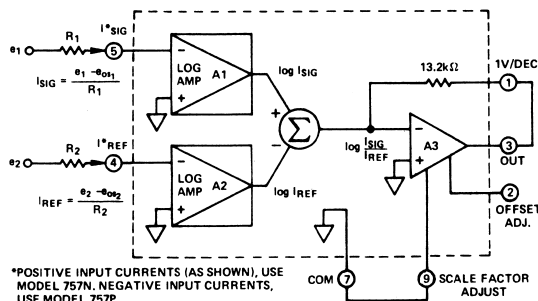 e1 R1 I*SIG 5
ISIG = e1 -eos1 / R1
LOG AMP A1
log ISIG
e2 R2 I*REF 4
IREF = e2 -eos2 / R2
LOG AMP A2
log IREF
+
−
Σ
log ISIG/IREF
13.2kΩ
1V/DEC
1
A3
3
OUT
2
OFFSET
ADJ.
COM 7
9 SCALE FACTOR
ADJUST
*POSITIVE INPUT CURRENTS (AS SHOWN), USE
MODEL 757N. NEGATIVE INPUT CURRENTS,
USE MODEL 757P